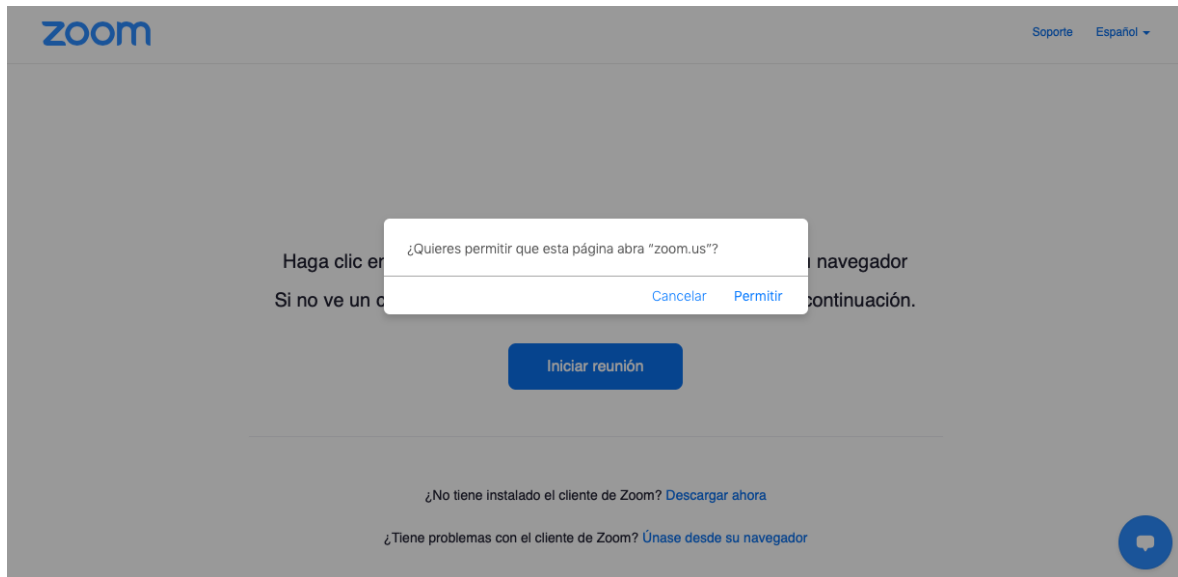 zoom
Soporte Español
¿Quieres permitir que esta página abra “zoom.us”?
Haga clic en navegador
Si no ve un continuación.
Cancelar Permitir
Iniciar reunión
¿No tiene instalado el cliente de Zoom? Descargar ahora
¿Tiene problemas con el cliente de Zoom? Únase desde su navegador